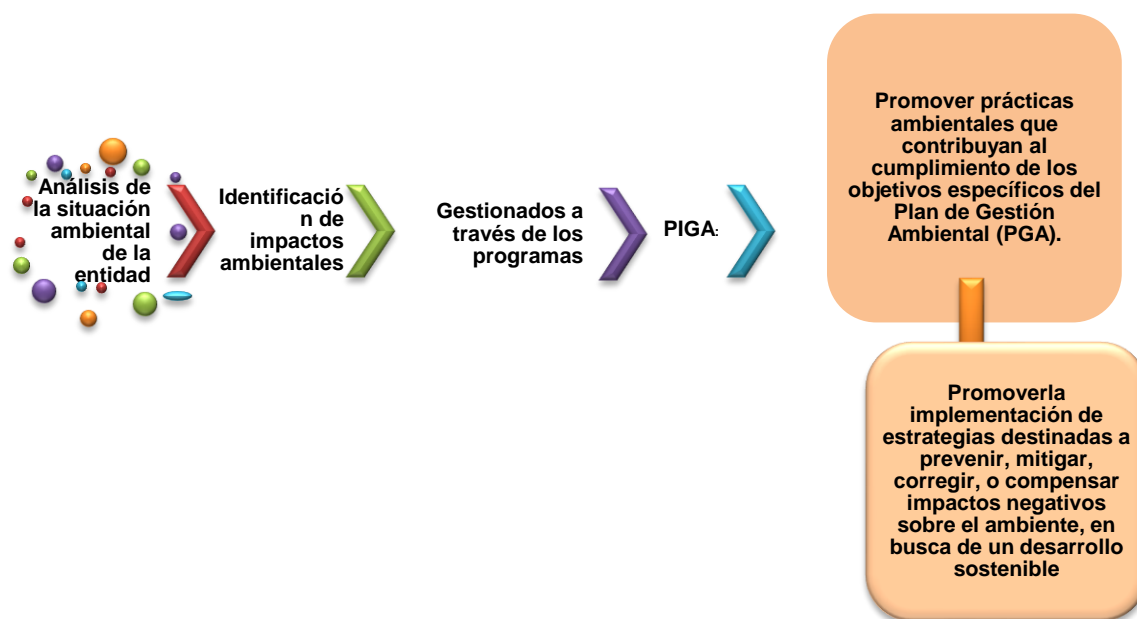 Análisis de
la situación
ambiental
de la
entidad
Identificació
n de
impactos
ambientales
Gestionados a
través de los
programas
PIGA:
Promover prácticas
ambientales que
contribuyan al
cumplimiento de los
objetivos específicos del
Plan de Gestión
Ambiental (PGA).
Promoverla
implementación de
estrategias destinadas a
prevenir, mitigar,
corregir, o compensar
impactos negativos
sobre el ambiente, en
busca de un desarrollo
sostenible